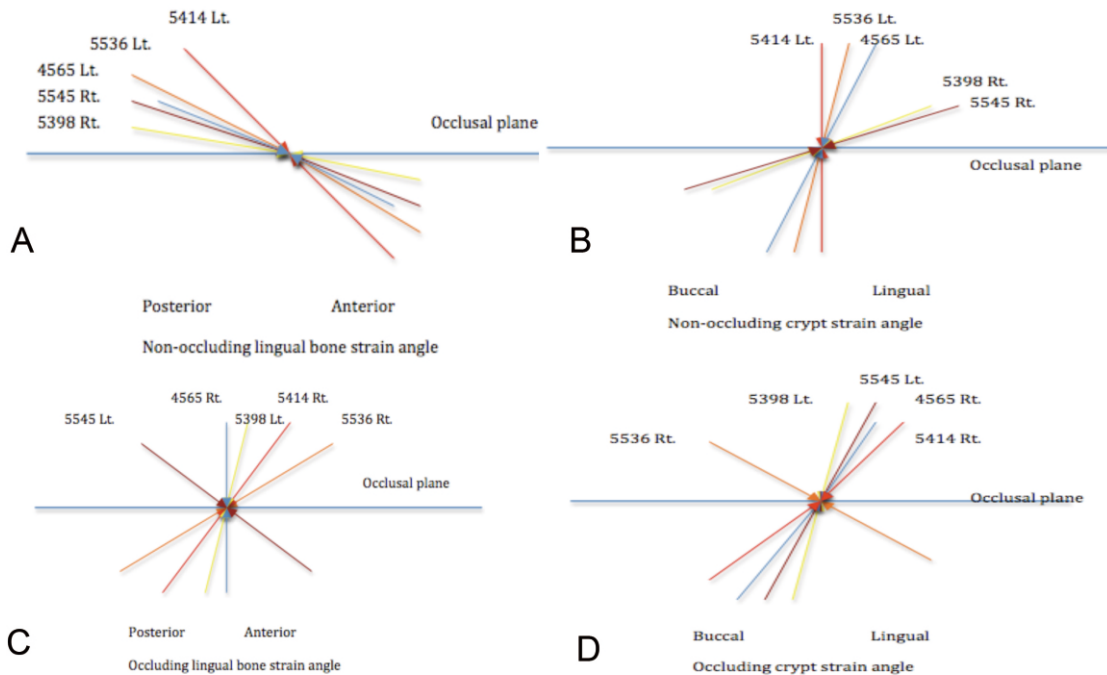 5414 Lt.
5536 Lt.
4565 Lt.
5545 Rt.
5398 Rt.
Occlusal plane
A
Posterior Anterior
Non-occluding lingual bone strain angle
5536 Lt.
5414 Lt. 4565 Lt.
5398 Rt.
5545 Rt.
Occlusal plane
B
Buccal Lingual
Non-occluding crypt strain angle
4565 Rt. 5414 Rt.
5545 Lt. 5398 Lt. 5536 Rt.
Occlusal plane
C
Posterior Anterior
Occluding lingual bone strain angle
5545 Lt.
5398 Lt. 4565 Rt.
5536 Rt. 5414 Rt.
Occlusal plane
D
Buccal Lingual
Occluding crypt strain angle